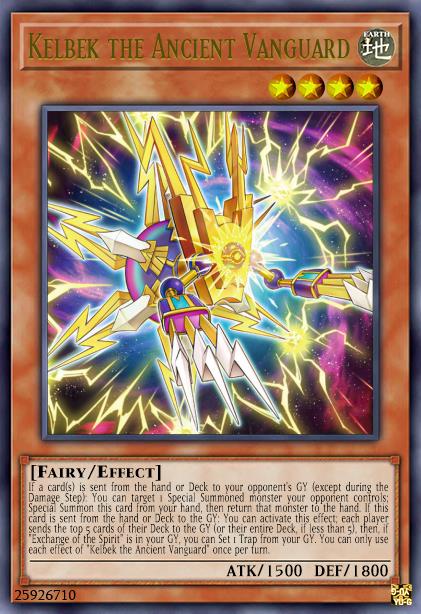 KELBEK THE ANCIENT VANGUARD
EARTH
地
[FAIRY/EFFECT]
If a card(s) is sent from the hand or Deck to your opponent's GY (except during the
Damage Step): You can target 1 Special Summoned monster your opponent controls;
Special Summon this card from your hand, then return that monster to the hand. If this
card is sent from the hand or Deck to the GY: You can activate this effect; each player
sends the top 5 cards of their Deck to the GY (or their entire Deck, if less than 5), then, if
"Exchange of the Spirit" is in your GY, you can Set 1 Trap from your GY. You can only use
each effect of "Kelbek the Ancient Vanguard" once per turn.
ATK/1500 DEF/1800
25926710